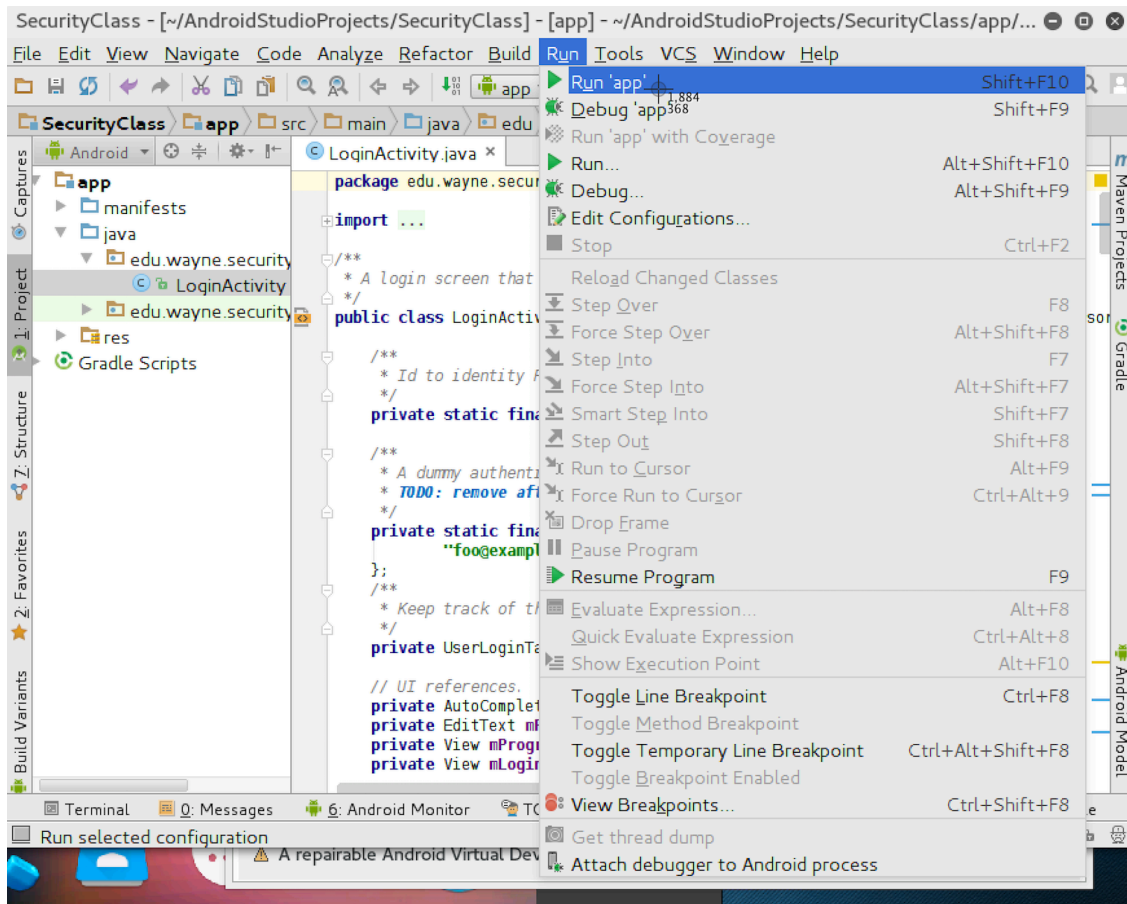 SecurityClass - [~/AndroidStudioProjects/SecurityClass] - [app] - ~/AndroidStudioProjects/SecurityClass/app/...
File Edit View Navigate Code Analyze Refactor Build Run Tools VCS Window Help
app
SecurityClass app src main java edu
Android
LoginActivity.java
Captures
1: Project
7: Structure
2: Favorites
Build Variants
app
manifests
java
edu.wayne.security
LoginActivity
edu.wayne.security
res
Gradle Scripts
package edu.wayne.secur
import ...
/**
* A login screen that
*/
public class LoginActiv
/**
* Id to identity R
*/
private static fina
/**
* A dummy authenti
* TODO: remove aft
*/
private static fina
"foo@exampl
};
/**
* Keep track of th
*/
private UserLoginTa
// UI references.
private AutoComplet
private EditText mP
private View mProgr
private View mLogin
Run 'app' Shift+F10
1,884
368
Debug 'app' Shift+F9
Run 'app' with Coverage
Run... Alt+Shift+F10
Debug... Alt+Shift+F9
Edit Configurations...
Stop Ctrl+F2
Reload Changed Classes
Step Over F8
Force Step Over Alt+Shift+F8
Step Into F7
Force Step Into Alt+Shift+F7
Smart Step Into Shift+F7
Step Out Shift+F8
Run to Cursor Alt+F9
Force Run to Cursor Ctrl+Alt+9
Drop Frame
Pause Program
Resume Program F9
Evaluate Expression... Alt+F8
Quick Evaluate Expression Ctrl+Alt+8
Show Execution Point Alt+F10
Toggle Line Breakpoint Ctrl+F8
Toggle Method Breakpoint
Toggle Temporary Line Breakpoint Ctrl+Alt+Shift+F8
Toggle Breakpoint Enabled
View Breakpoints... Ctrl+Shift+F8
Get thread dump
Attach debugger to Android process
Maven Projects
Gradle
Android Model
Terminal 0: Messages 6: Android Monitor TO
Run selected configuration
A repairable Android Virtual Dev